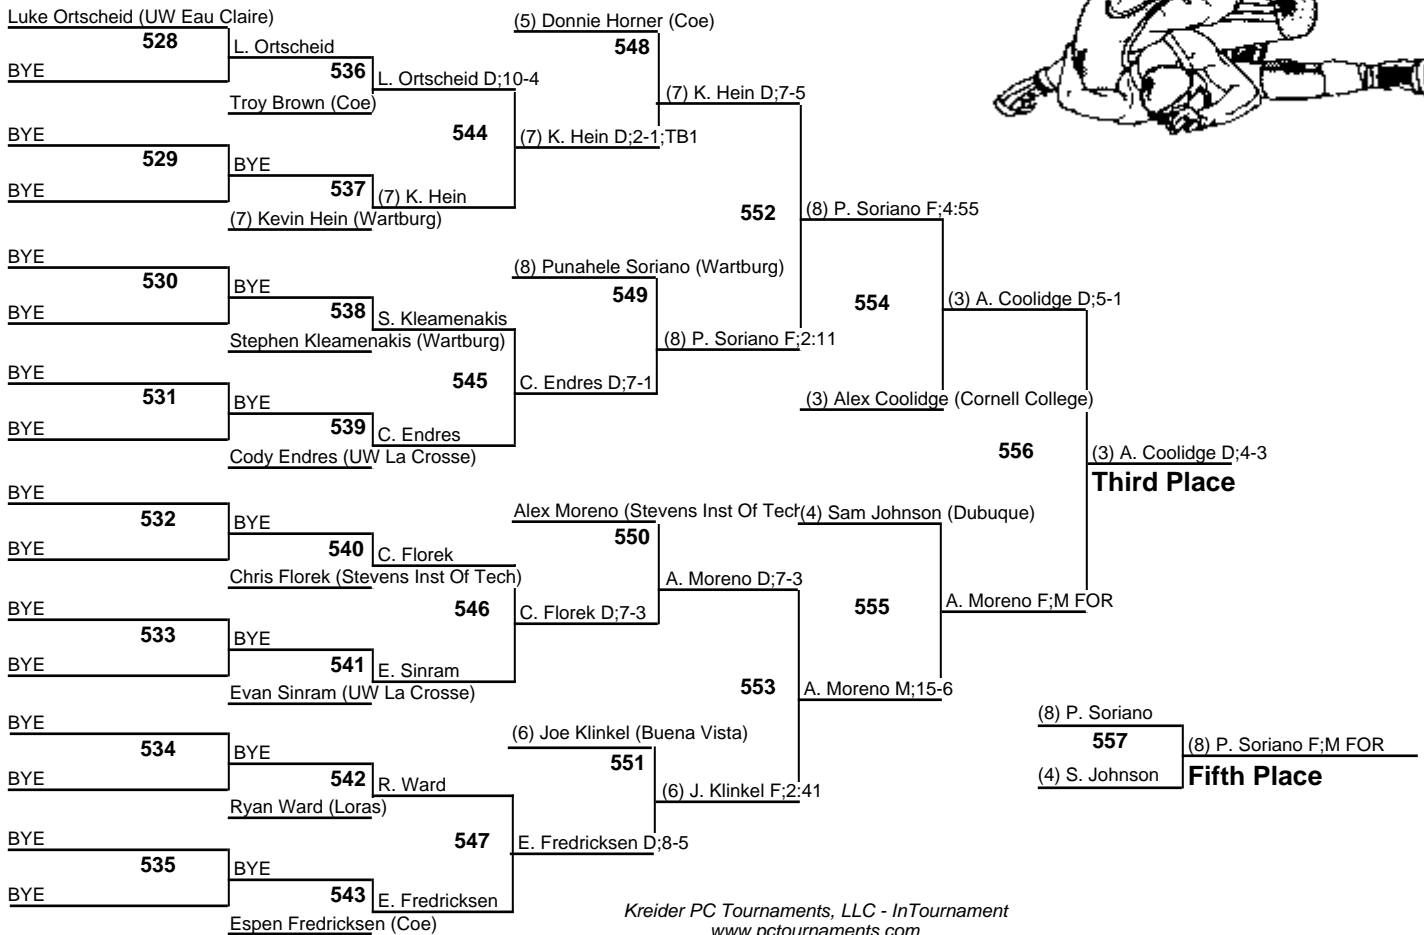 Luke Ortscheid (UW Eau Claire)
528
BYE
L. Ortscheid
536
Troy Brown (Coe)
L. Ortscheid D;10-4
BYE
529
BYE
BYE
537
(7) Kevin Hein (Wartburg)
(7) K. Hein
544
(7) K. Hein D;2-1;TB1
(5) Donnie Horner (Coe)
548
(7) K. Hein D;7-5
BYE
530
BYE
BYE
538
Stephen Kleamenakis (Wartburg)
S. Kleamenakis
BYE
531
BYE
BYE
539
Cody Endres (UW La Crosse)
C. Endres
545
C. Endres D;7-1
(8) Punahele Soriano (Wartburg)
549
(8) P. Soriano F;2:11
552
(8) P. Soriano F;4:55
554
(3) Alex Coolidge (Cornell College)
(3) A. Coolidge D;5-1
BYE
532
BYE
BYE
540
Chris Florek (Stevens Inst Of Tech)
C. Florek
BYE
533
BYE
BYE
541
Evan Sinram (UW La Crosse)
E. Sinram
546
C. Florek D;7-3
Alex Moreno (Stevens Inst Of Tech
550
A. Moreno D;7-3
BYE
534
BYE
BYE
542
Ryan Ward (Loras)
R. Ward
BYE
535
BYE
BYE
543
Espen Fredricksen (Coe)
E. Fredricksen
547
E. Fredricksen D;8-5
(6) Joe Klinkel (Buena Vista)
551
(6) J. Klinkel F;2:41
553
A. Moreno M;15-6
(4) Sam Johnson (Dubuque)
555
A. Moreno F;M FOR
556
(3) A. Coolidge D;4-3
Third Place
(8) P. Soriano
557
(4) S. Johnson
(8) P. Soriano F;M FOR
Fifth Place
Kreider PC Tournaments, LLC - InTournament
www.pctournaments.com